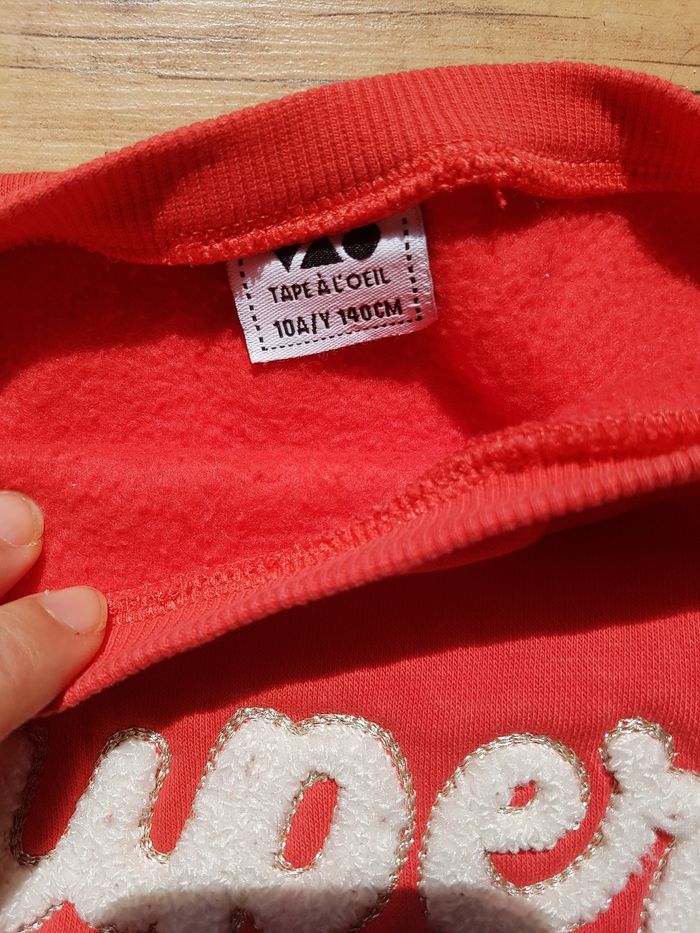 TAPE À L'OEIL
10A/Y 140CM
uper